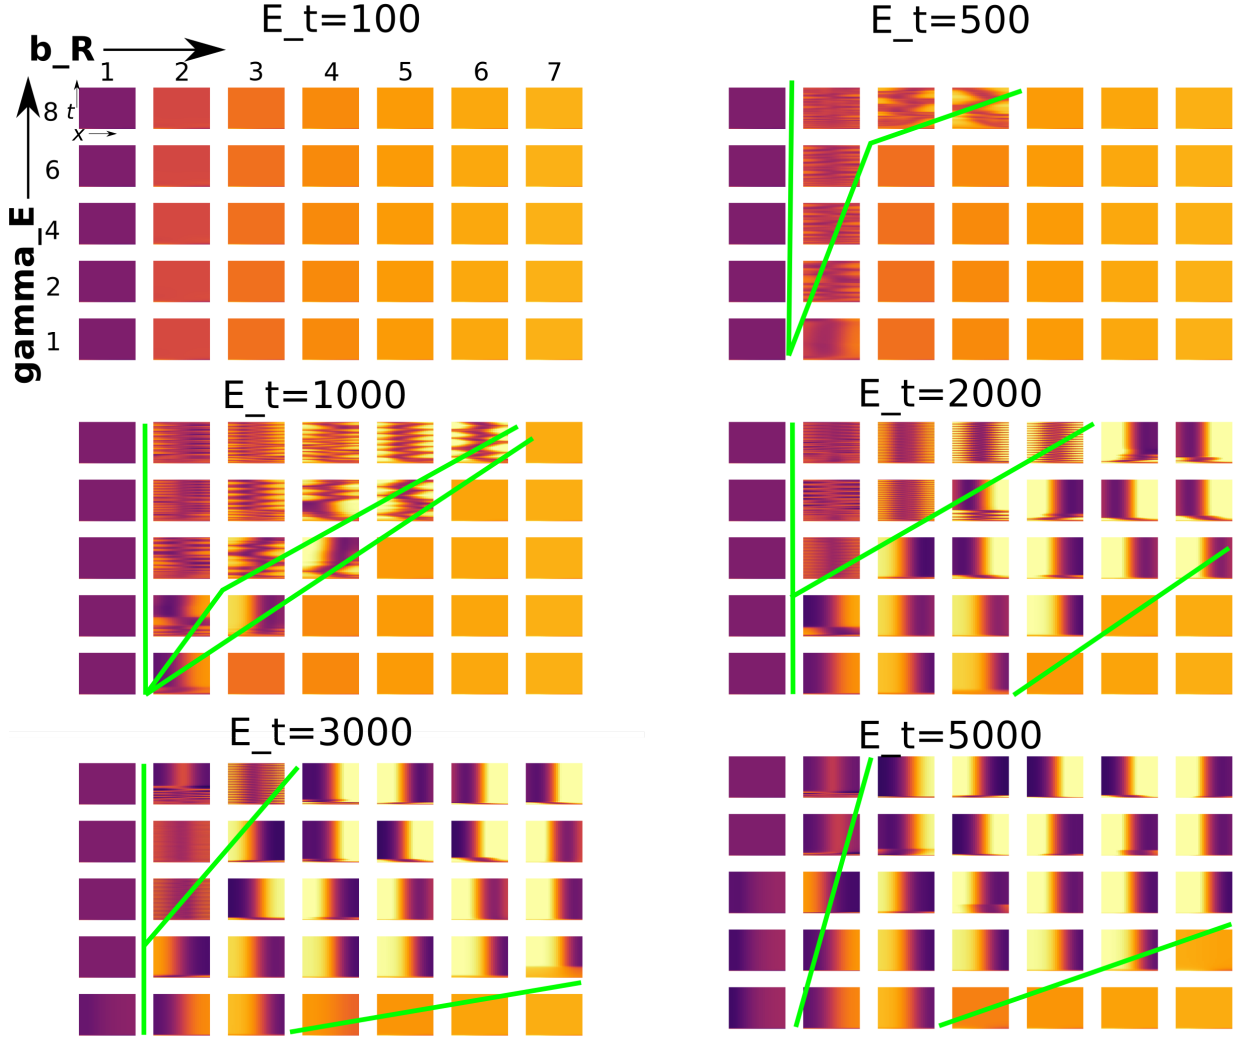 E_t=100
E_t=500
b_R
1 2 3 4 5 6 7
8 t
x
6
gamma_E
4
2
1
E_t=1000
E_t=2000
E_t=3000
E_t=5000